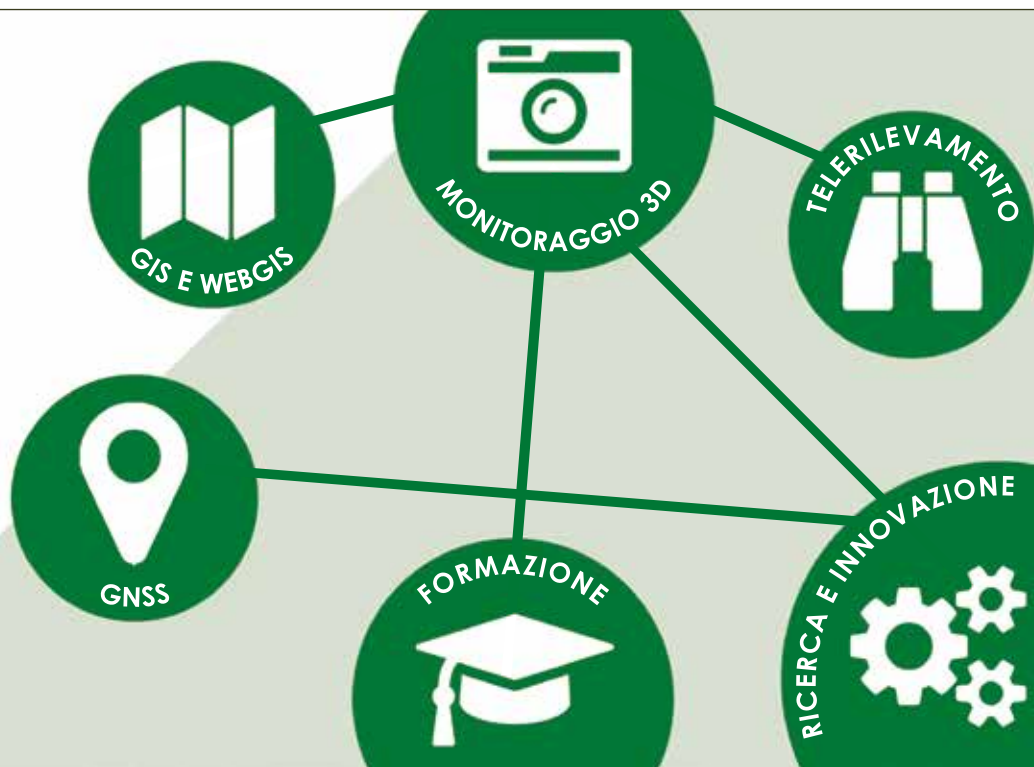 GIS E WEBGIS
MONITORAGGIO 3D
TELERILEVAMENTO
GNSS
FORMAZIONE
RICERCA E INNOVAZIONE